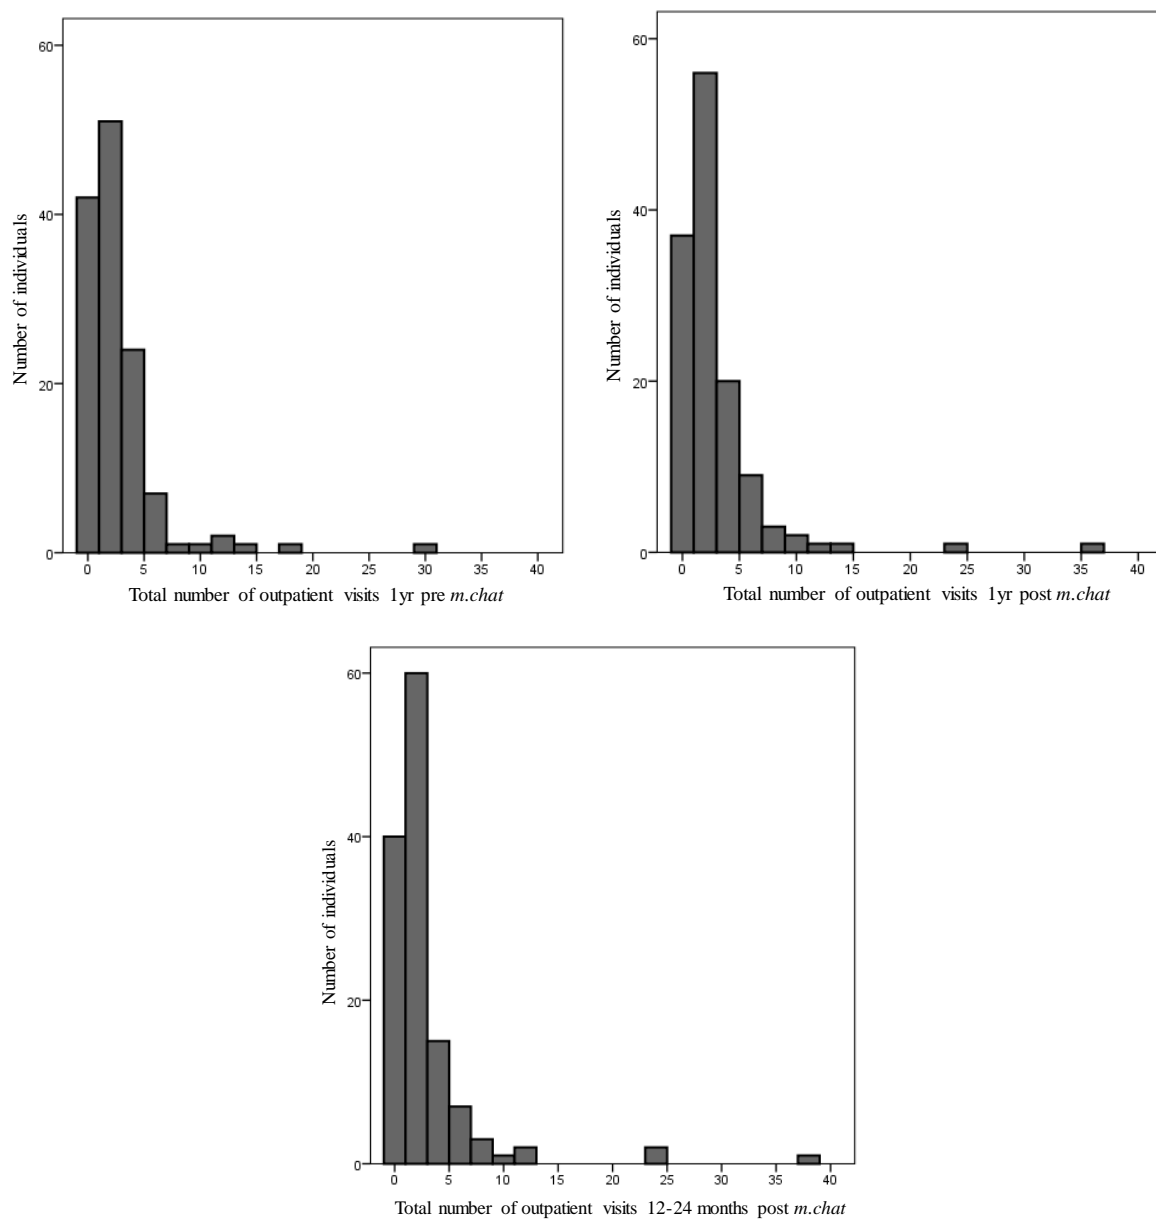 60
40
20
0
Number of individuals
0 5 10 15 20 25 30 35 40
Total number of outpatient visits 1yr pre m.chat
60
40
20
0
Number of individuals
0 5 10 15 20 25 30 35 40
Total number of outpatient visits 1yr post m.chat
60
40
20
0
Number of individuals
0 5 10 15 20 25 30 35 40
Total number of outpatient visits 12-24 months post m.chat